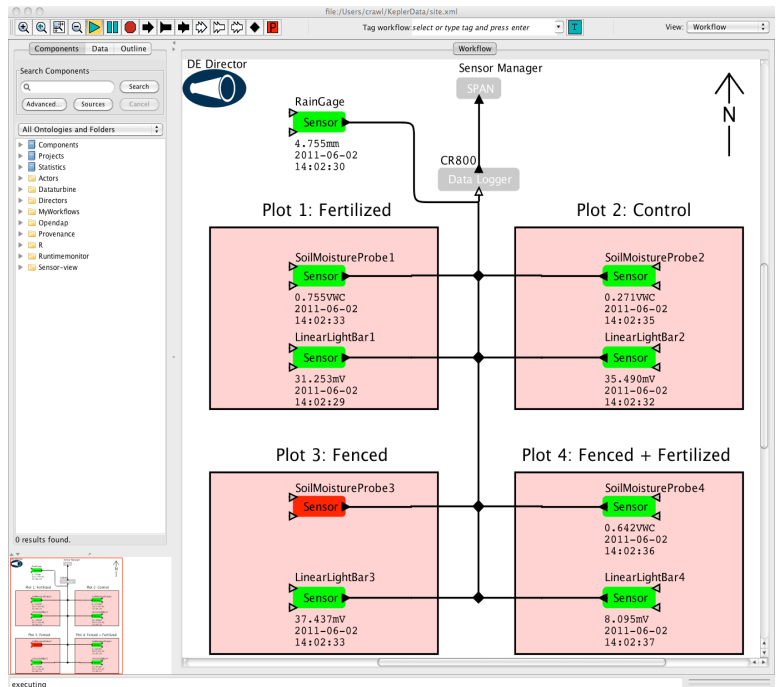 file:/Users/crawl/KeplerData/site.xml
P
Tag workflow:
select or type tag and press enter
T
View:
Workflow
Components
Data
Outline
Workflow
Search Components
Search
Advanced...
Sources
Cancel
All Ontologies and Folders
Components
Projects
Statistics
Actors
Dataturbine
Directors
MyWorkflows
Opendap
Provenance
R
Runtimemonitor
Sensor-view
0 results found.
DE Director
Sensor Manager
SPAN
N
RainGage
Sensor
4.755mm
2011-06-02
14:02:30
CR800
Data Logger
Plot 1: Fertilized
SoilMoistureProbe1
Sensor
0.755VWC
2011-06-02
14:02:33
LinearLightBar1
Sensor
31.253mV
2011-06-02
14:02:29
Plot 2: Control
SoilMoistureProbe2
Sensor
0.271VWC
2011-06-02
14:02:35
LinearLightBar2
Sensor
35.490mV
2011-06-02
14:02:32
Plot 3: Fenced
SoilMoistureProbe3
Sensor
LinearLightBar3
Sensor
37.437mV
2011-06-02
14:02:33
Plot 4: Fenced + Fertilized
SoilMoistureProbe4
Sensor
0.642VWC
2011-06-02
14:02:36
LinearLightBar4
Sensor
8.095mV
2011-06-02
14:02:37
executing